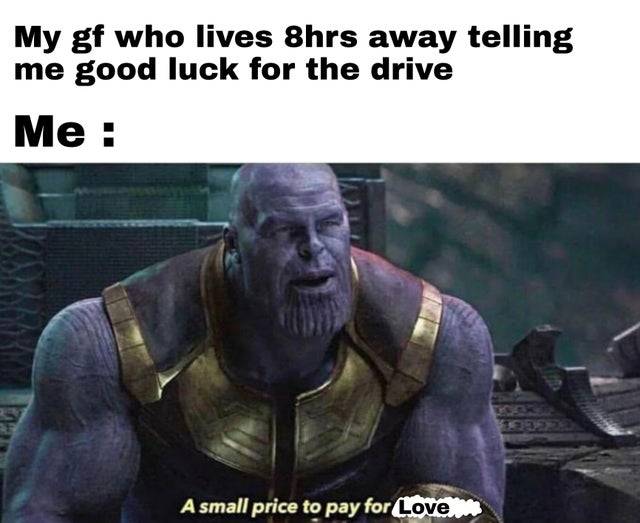 My gf who lives 8hrs away telling
me good luck for the drive
Me :
A small price to pay for Love